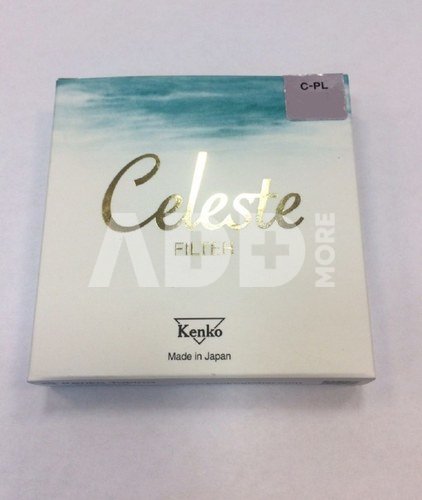 C-PL
Celeste
FILTER
ADD
MORE
Kenko
Made in Japan